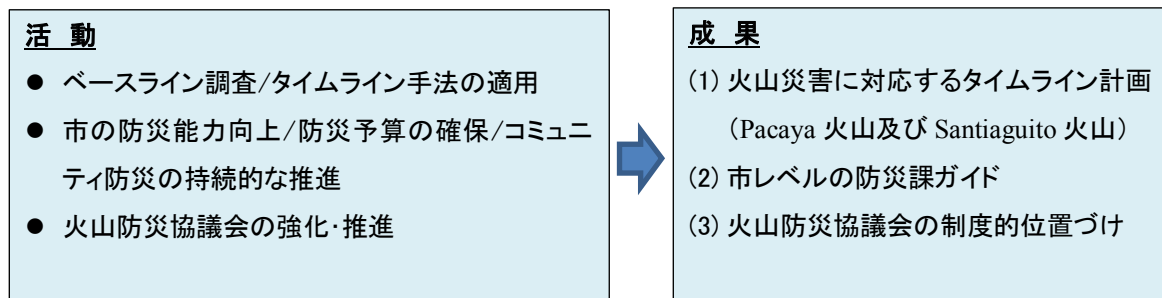 活 動
● ベースライン調査/タイムライン手法の適用
● 市の防災能力向上/防災予算の確保/コミュニ
ティ防災の持続的な推進
● 火山防災協議会の強化・推進
成 果
(1) 火山災害に対応するタイムライン計画
（Pacaya 火山及び Santiaguito 火山）
(2) 市レベルの防災課ガイド
(3) 火山防災協議会の制度的位置づけ